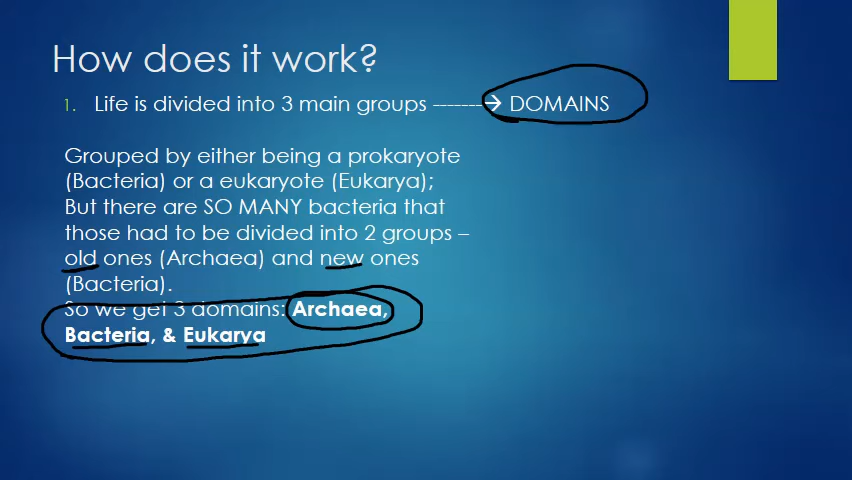 How does it work?
1. Life is divided into 3 main groups -------→ DOMAINS
Grouped by either being a prokaryote
(Bacteria) or a eukaryote (Eukarya);
But there are SO MANY bacteria that
those had to be divided into 2 groups –
old ones (Archaea) and new ones
(Bacteria).
So we get 3 domains: Archaea,
Bacteria, & Eukarya